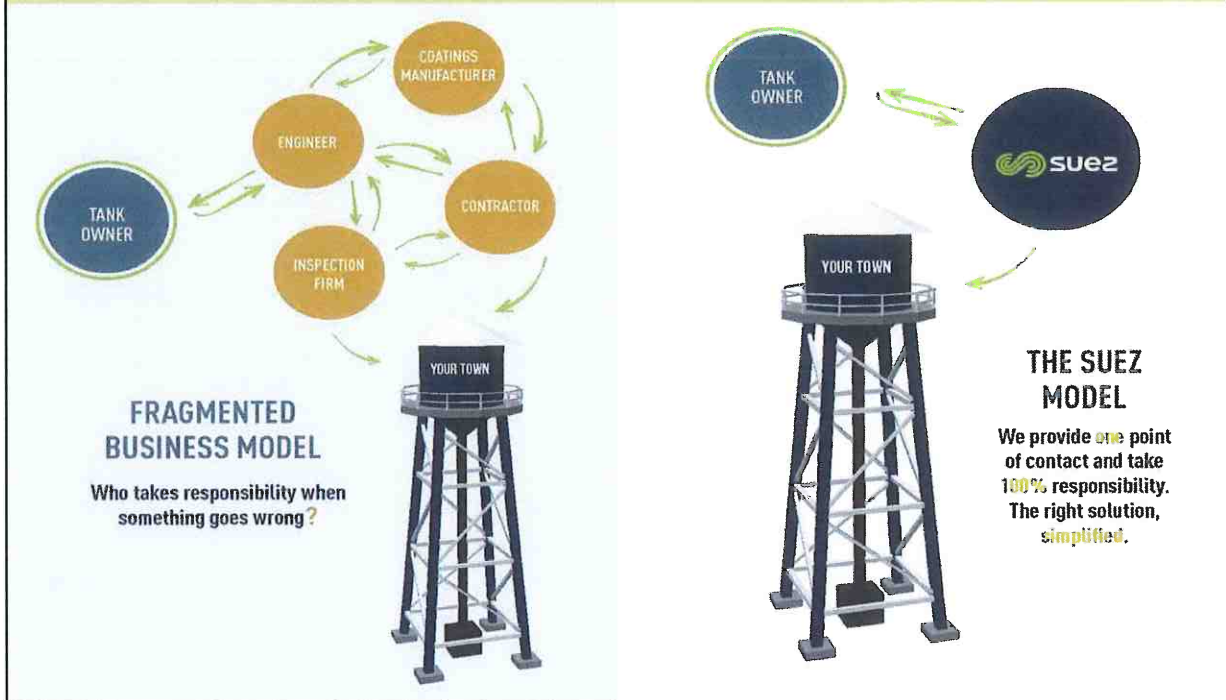 COATINGS
MANUFACTURER
ENGINEER
CONTRACTOR
TANK
OWNER
INSPECTION
FIRM
YOUR TOWN
FRAGMENTED
BUSINESS MODEL
Who takes responsibility when
something goes wrong?
TANK
OWNER
suez
YOUR TOWN
THE SUEZ
MODEL
We provide one point
of contact and take
100% responsibility.
The right solution,
simplified.